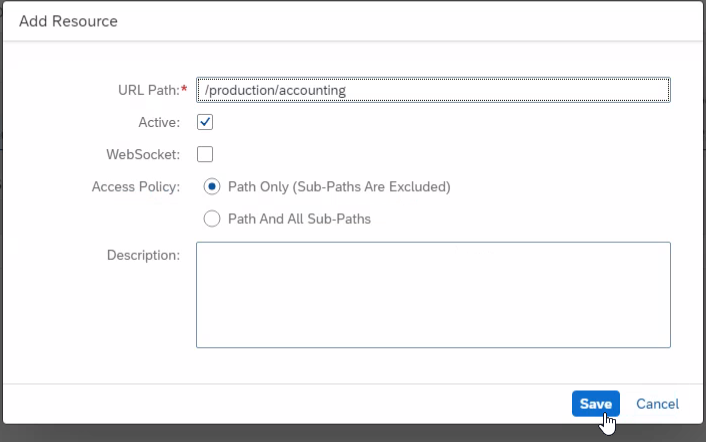 Add Resource
URL Path:* /production/accounting
Active:
WebSocket:
Access Policy: Path Only (Sub-Paths Are Excluded)
Path And All Sub-Paths
Description:
Save Cancel